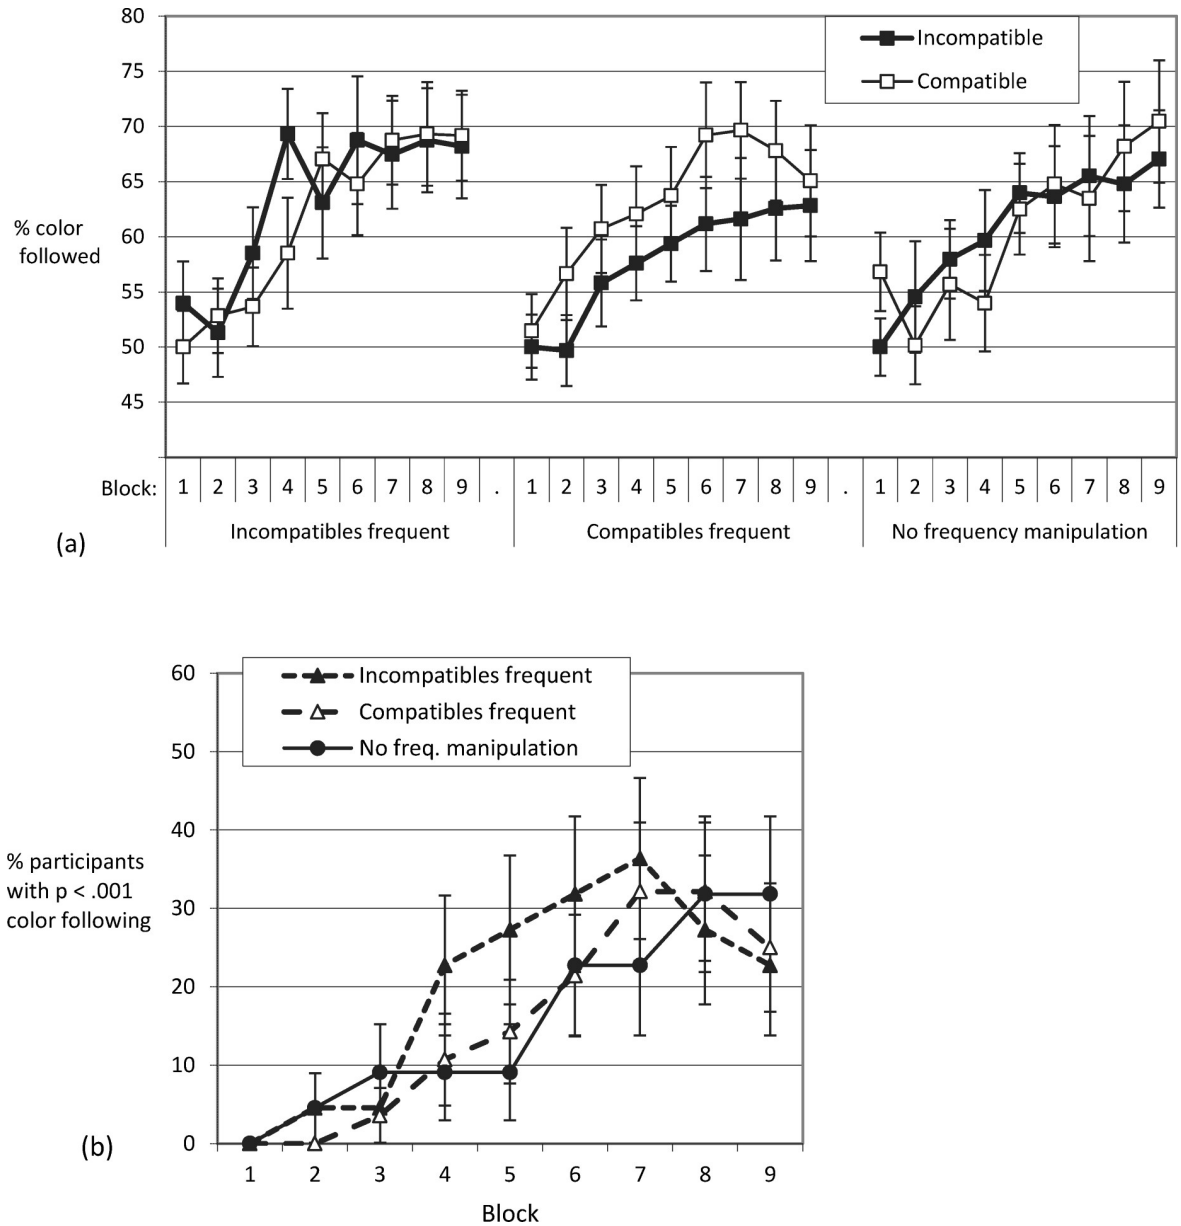 80
75
70
65
60
55
50
45
% color
followed
Incompatible
Compatible
Block: 1 2 3 4 5 6 7 8 9 . 1 2 3 4 5 6 7 8 9 . 1 2 3 4 5 6 7 8 9
Incompatibles frequent Compatibles frequent No frequency manipulation
(a)
60
50
40
30
20
10
0
Incompatibles frequent
Compatibles frequent
No freq. manipulation
% participants
with p < .001
color following
1 2 3 4 5 6 7 8 9
(b)
Block